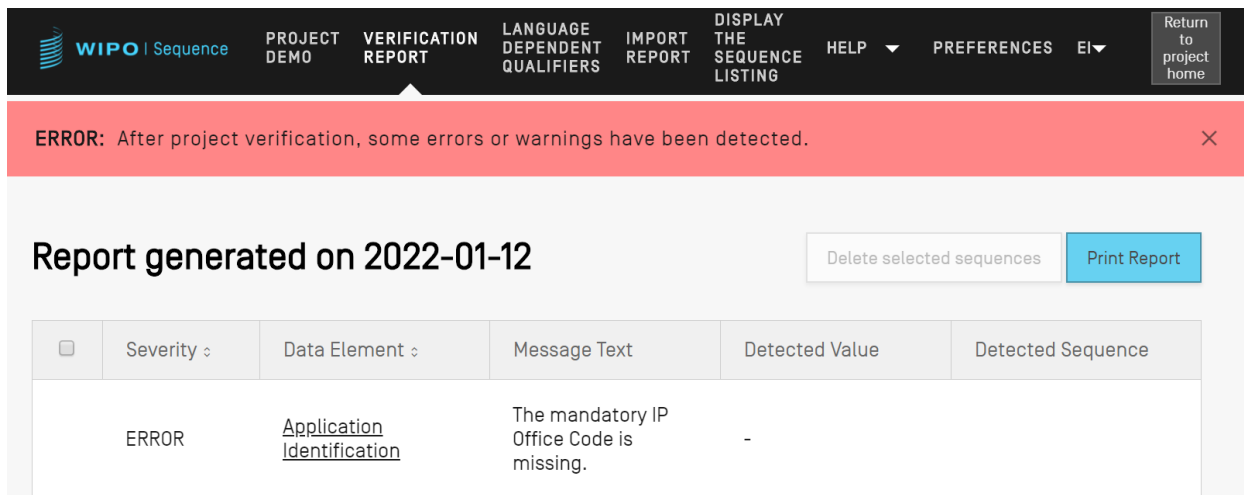 WIPO | Sequence
PROJECT
DEMO
VERIFICATION
REPORT
LANGUAGE
DEPENDENT
QUALIFIERS
IMPORT
REPORT
DISPLAY
THE
SEQUENCE
LISTING
HELP
PREFERENCES
EI
Return
to
project
home
ERROR: After project verification, some errors or warnings have been detected.
Report generated on 2022-01-12
Delete selected sequences
Print Report
Severity
Data Element
Message Text
Detected Value
Detected Sequence
ERROR
Application
Identification
The mandatory IP
Office Code is
missing.
-